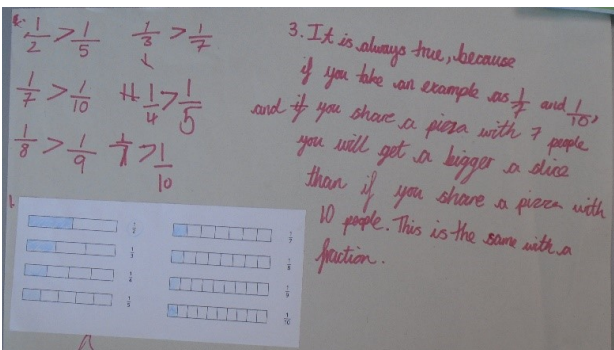 1/2 > 1/5 1/3 > 1/7
1/7 > 1/10 1/4 > 1/5
1/8 > 1/9 1/7 > 1/10
3. It is always true, because
if you take an example as 1/7 and 1/10,
and if you share a pizza with 7 people
you will get a bigger a slice
than if you share a pizza with
10 people. This is the same with a
fraction.
1.
1/2 1/7
1/3 1/8
1/4 1/9
1/5 1/10